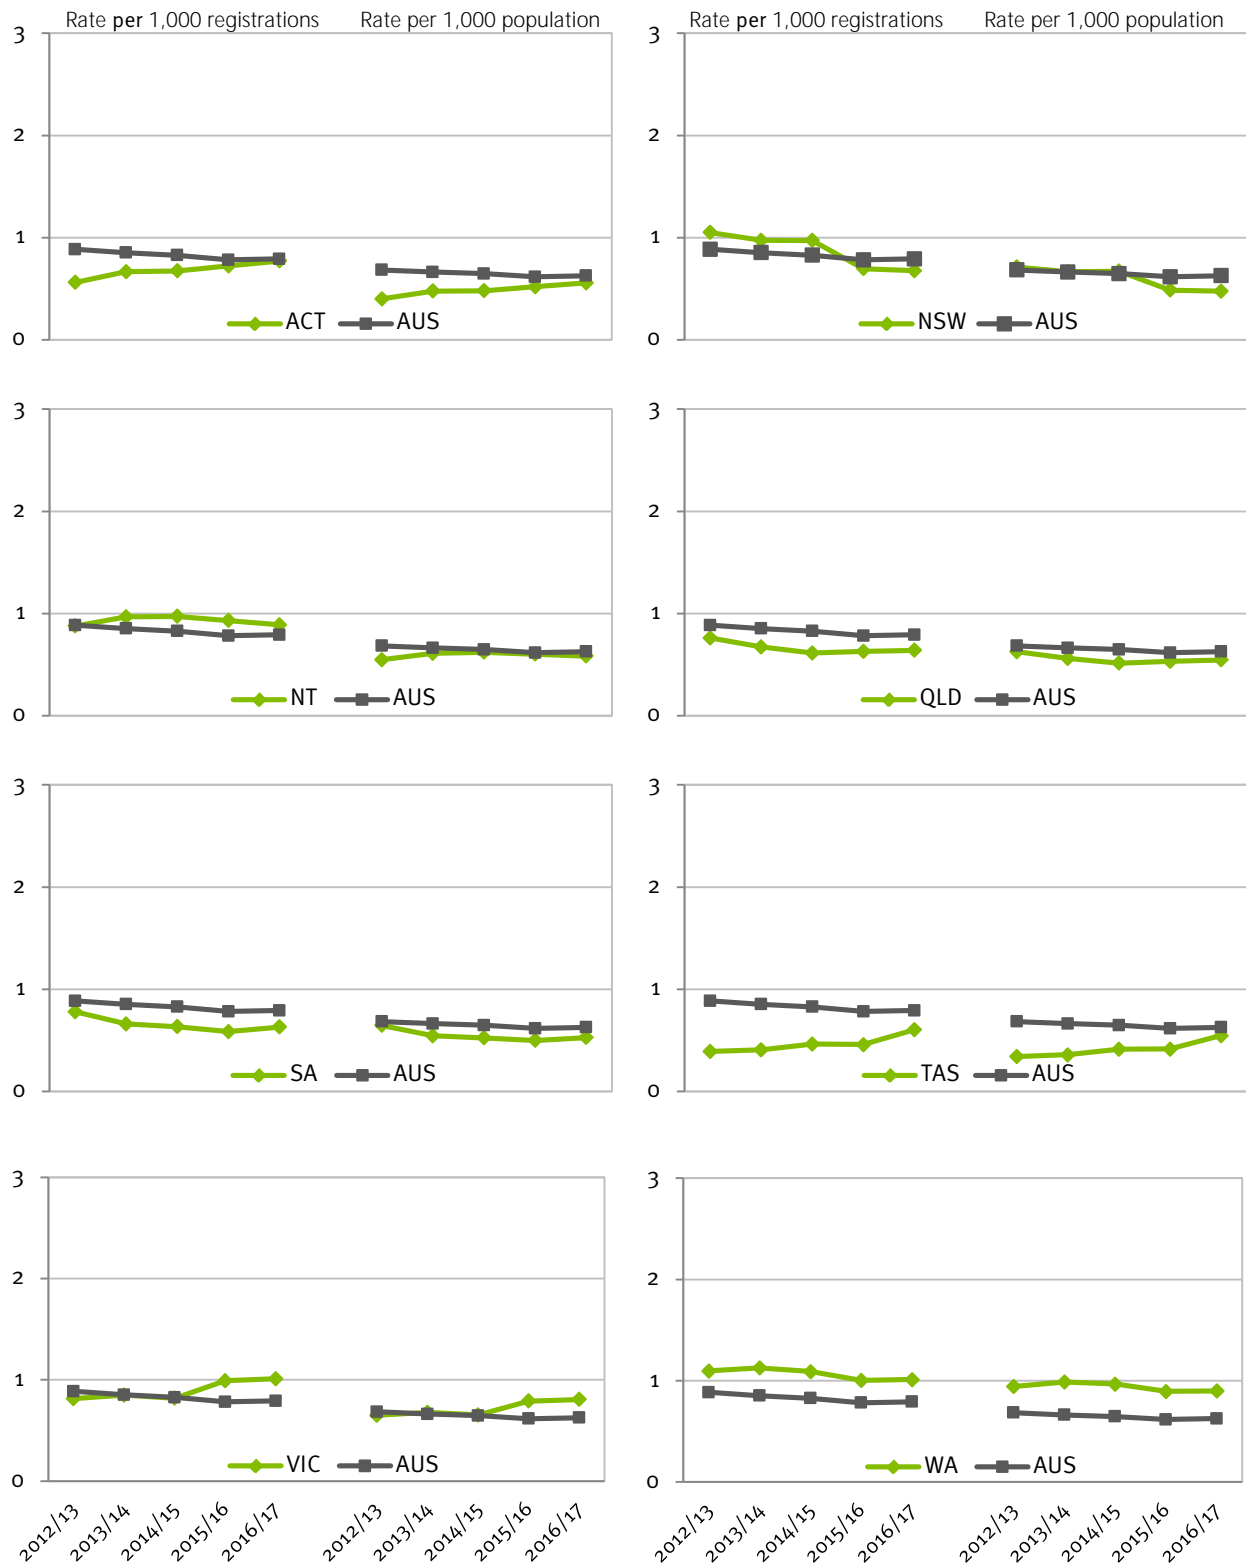 Rate per 1,000 registrations Rate per 1,000 population
3
2
1
0
ACT AUS
Rate per 1,000 registrations Rate per 1,000 population
3
2
1
0
NSW AUS
3
2
1
0
NT AUS
3
2
1
0
QLD AUS
3
2
1
0
SA AUS
3
2
1
0
TAS AUS
3
2
1
0
VIC AUS
2012/13 2013/14 2014/15 2015/16 2016/17 2012/13 2013/14 2014/15 2015/16 2016/17
3
2
1
0
WA AUS
2012/13 2013/14 2014/15 2015/16 2016/17 2012/13 2013/14 2014/15 2015/16 2016/17